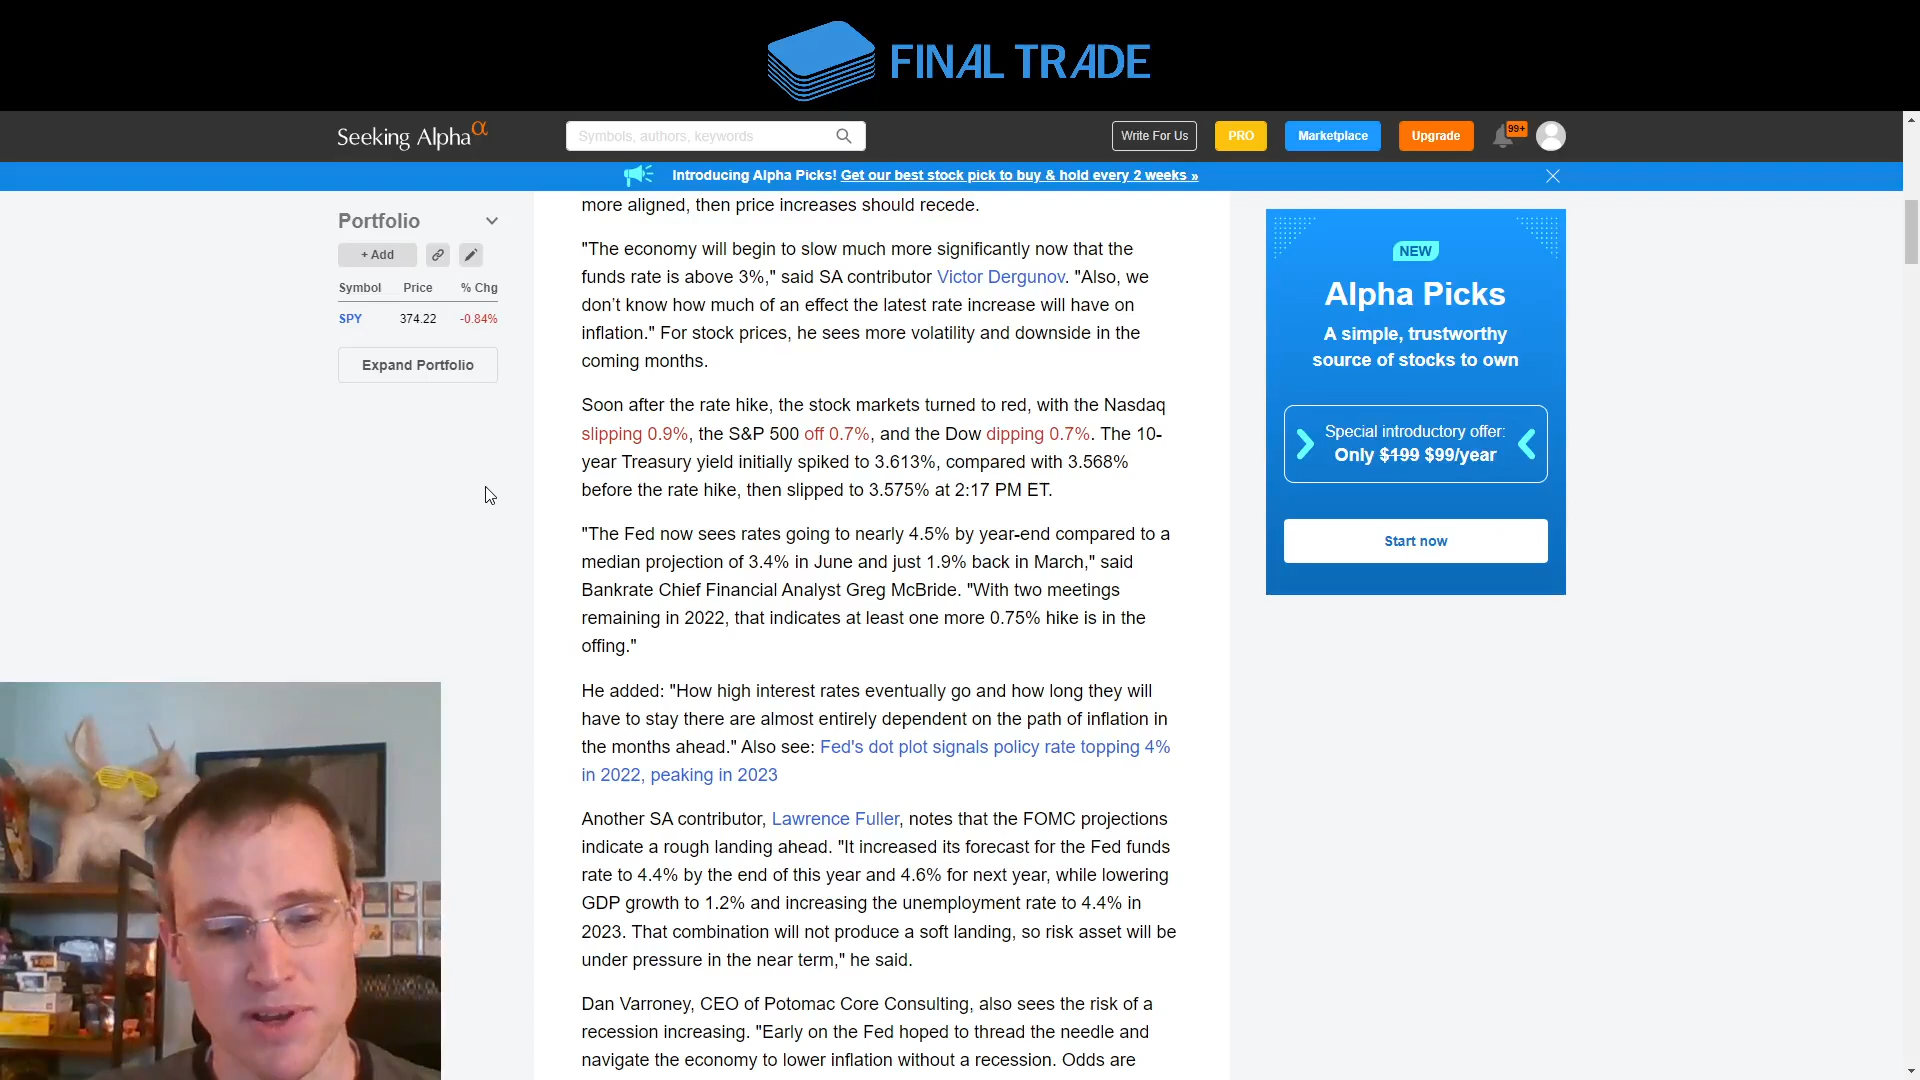 FINAL TRADE
Seeking Alpha α
Symbols, authors, keywords
Write For Us
PRO
Marketplace
Upgrade
99+
Introducing Alpha Picks! Get our best stock pick to buy & hold every 2 weeks »
Portfolio
+ Add
Symbol Price % Chg
SPY 374.22 -0.84%
Expand Portfolio
more aligned, then price increases should recede.
"The economy will begin to slow much more significantly now that the
funds rate is above 3%," said SA contributor Victor Dergunov. "Also, we
don't know how much of an effect the latest rate increase will have on
inflation." For stock prices, he sees more volatility and downside in the
coming months.
Soon after the rate hike, the stock markets turned to red, with the Nasdaq
slipping 0.9%, the S&P 500 off 0.7%, and the Dow dipping 0.7%. The 10-
year Treasury yield initially spiked to 3.613%, compared with 3.568%
before the rate hike, then slipped to 3.575% at 2:17 PM ET.
"The Fed now sees rates going to nearly 4.5% by year-end compared to a
median projection of 3.4% in June and just 1.9% back in March," said
Bankrate Chief Financial Analyst Greg McBride. "With two meetings
remaining in 2022, that indicates at least one more 0.75% hike is in the
offing."
He added: "How high interest rates eventually go and how long they will
have to stay there are almost entirely dependent on the path of inflation in
the months ahead." Also see: Fed's dot plot signals policy rate topping 4%
in 2022, peaking in 2023
Another SA contributor, Lawrence Fuller, notes that the FOMC projections
indicate a rough landing ahead. "It increased its forecast for the Fed funds
rate to 4.4% by the end of this year and 4.6% for next year, while lowering
GDP growth to 1.2% and increasing the unemployment rate to 4.4% in
2023. That combination will not produce a soft landing, so risk asset will be
under pressure in the near term," he said.
Dan Varroney, CEO of Potomac Core Consulting, also sees the risk of a
recession increasing. "Early on the Fed hoped to thread the needle and
navigate the economy to lower inflation without a recession. Odds are
NEW
Alpha Picks
A simple, trustworthy
source of stocks to own
Special introductory offer:
Only $199 $99/year
Start now